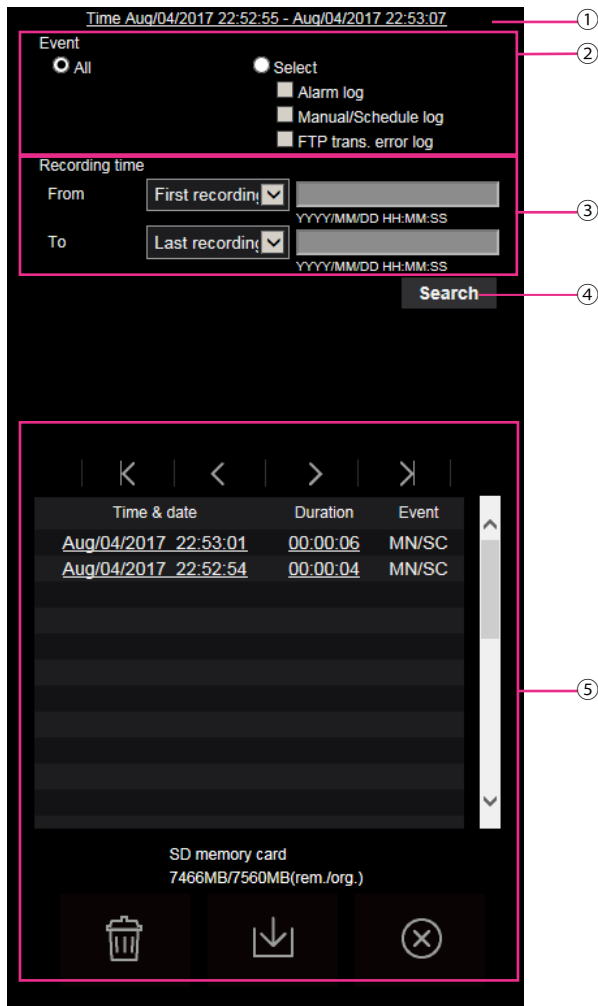 Time Aug/04/2017 22:52:55 - Aug/04/2017 22:53:07 ①
Event ②
All Select
Alarm log
Manual/Schedule log
FTP trans. error log
Recording time
From First recording
YYYY/MM/DD HH:MM:SS ③
To Last recording
YYYY/MM/DD HH:MM:SS
Search ④
Time & date Duration Event
Aug/04/2017 22:53:01 00:00:06 MN/SC
Aug/04/2017 22:52:54 00:00:04 MN/SC
⑤
SD memory card
7466MB/7560MB(rem./org.)